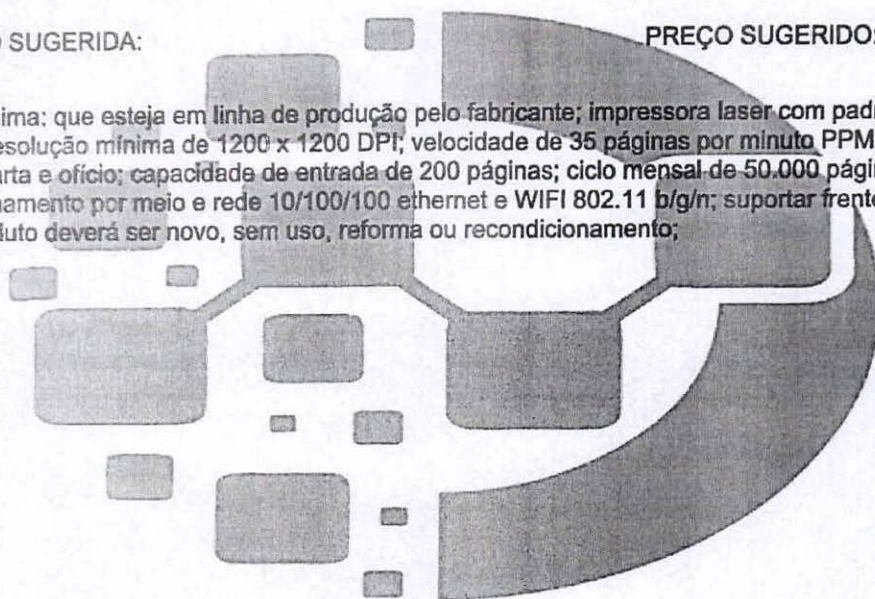 SUGERIDA: PREÇO SUGERIDO:
ima: que esteja em linha de produção pelo fabricante; impressora laser com padr
esolução mínima de 1200 x 1200 DPI; velocidade de 35 páginas por minuto PPM
arta e ofício; capacidade de entrada de 200 páginas; ciclo mensal de 50.000 págin
amento por meio e rede 10/100/100 ethernet e WIFI 802.11 b/g/n; suportar frente
luto deverá ser novo, sem uso, reforma ou recondicionamento;